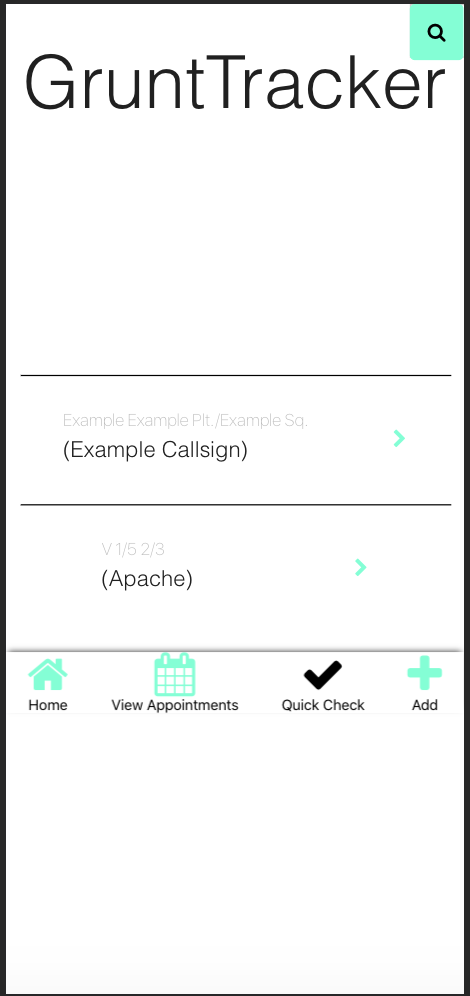 GruntTracker
Example Example Plt./Example Sq.
(Example Callsign)
V 1/5 2/3
(Apache)
Home
View Appointments
Quick Check
Add